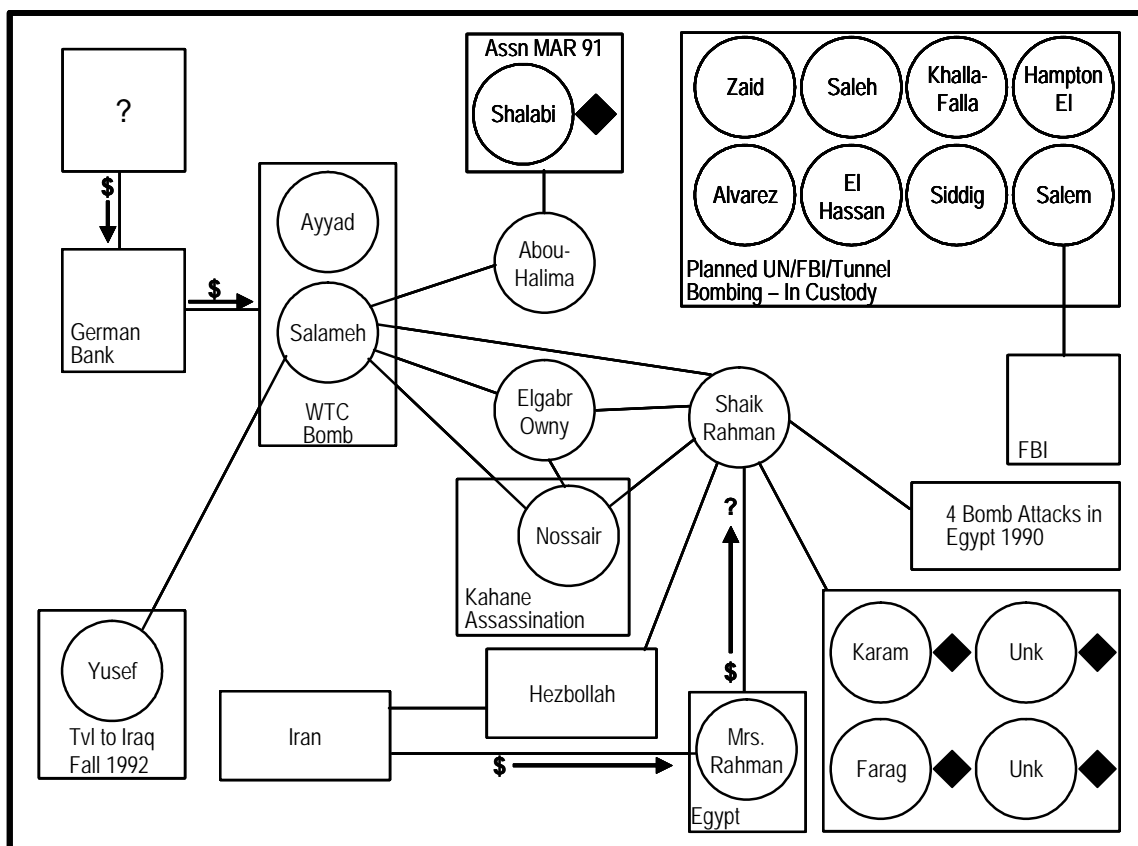 ?
$
German
Bank
$
Ayyad
Salameh
WTC
Bomb
Assn MAR 91
Shalabi
Abou-
Halima
Zaid
Saleh
Khalla-
Falla
Hampton
El
Alvarez
El
Hassan
Siddig
Salem
Planned UN/FBI/Tunnel
Bombing – In Custody
FBI
Elgabr
Owny
Shaik
Rahman
Nossair
Kahane
Assassination
4 Bomb Attacks in
Egypt 1990
Yusef
Tvl to Iraq
Fall 1992
Iran
Hezbollah
$
?
$
Mrs.
Rahman
Egypt
Karam
Unk
Farag
Unk